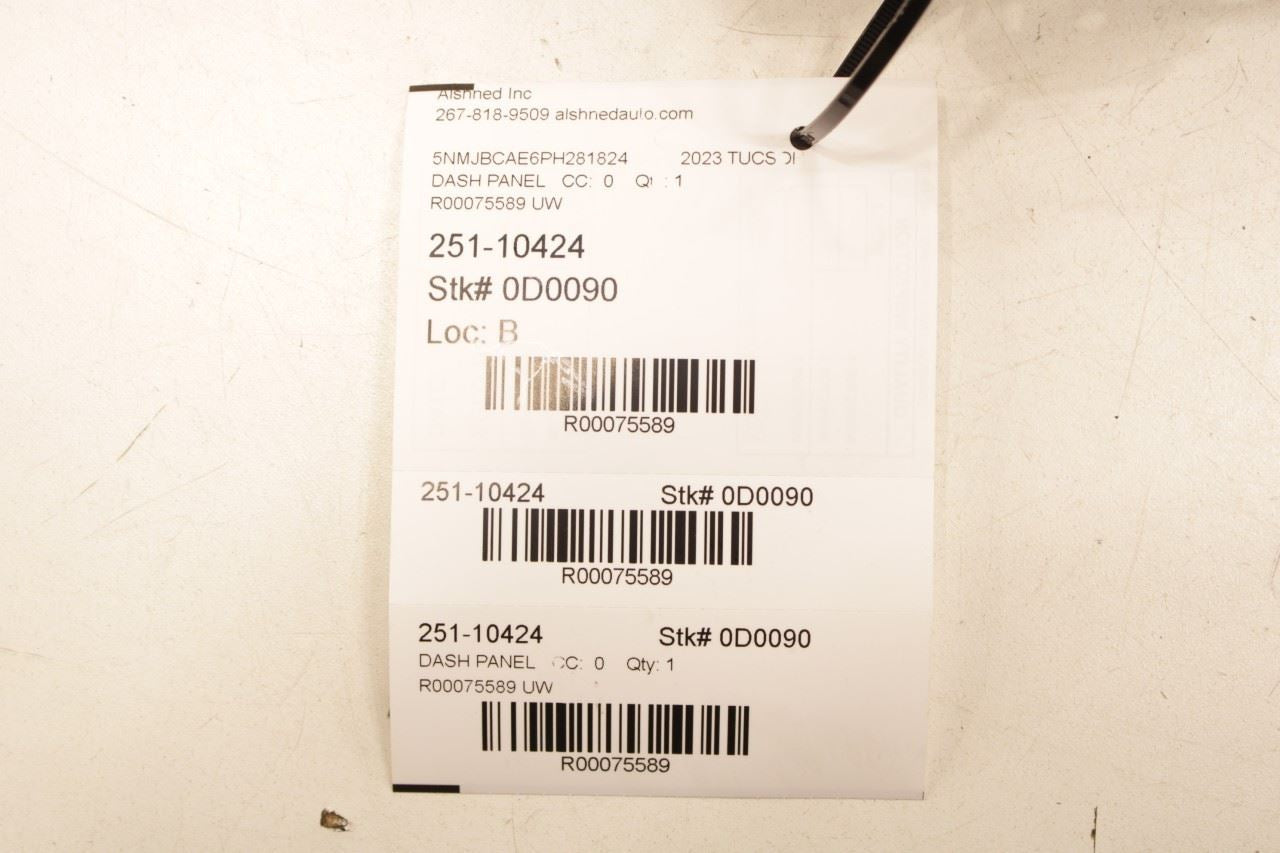 Alshned Inc
267-818-9509 alshnedauto.com
5NMJBCAE6PH281824 2023
DASH PANEL CC: 0 : 1
R00075589 UW
251-10424
Stk# 0D0090
Loc: B
R00075589
251-10424 Stk# 0D0090
R00075589
251-10424 Stk# 0D0090
DASH PANEL CC: 0 Qty: 1
R00075589 UW
R00075589